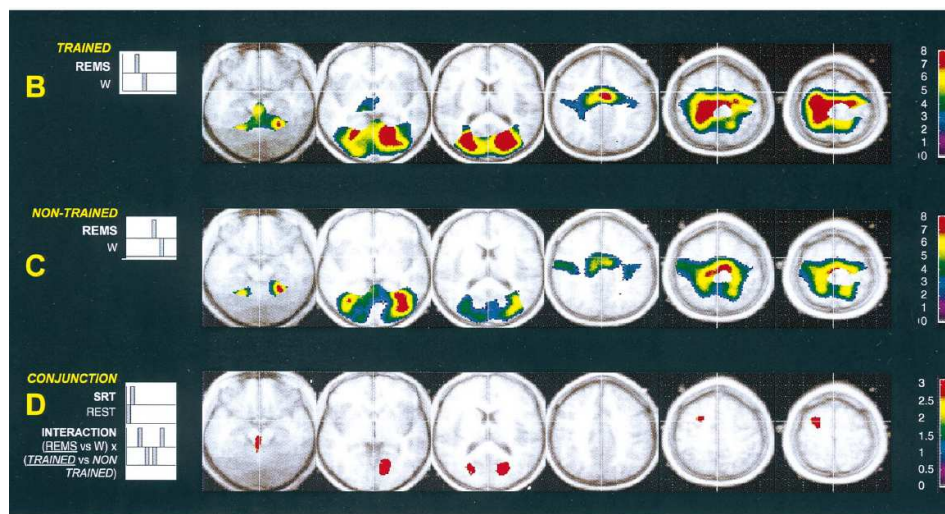 TRAINED
REMS
W
B
8
7
6
5
4
3
2
1
0
NON-TRAINED
REMS
W
C
8
7
6
5
4
3
2
1
0
CONJUNCTION
SRT
REST
D
INTERACTION
(REMS vs W) x
(TRAINED vs NON
TRAINED)
3
2.5
2
1.5
1
0.5
0